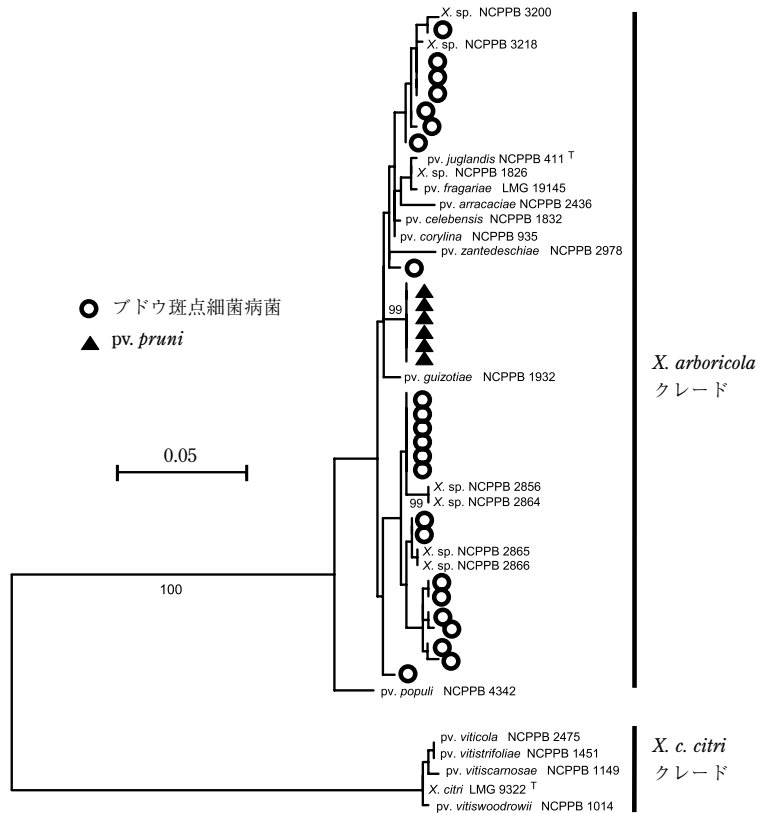 X. sp. NCPPB 3200
X. sp. NCPPB 3218
pv. juglandis NCPPB 411 T
X. sp. NCPPB 1826
pv. fragariae LMG 19145
pv. arracaciae NCPPB 2436
pv. celebensis NCPPB 1832
pv. corylina NCPPB 935
pv. zantedeschiae NCPPB 2978
ブドウ斑点細菌病菌
99
pv. pruni
X. arboricola
クレード
pv. guizotiae NCPPB 1932
0.05
X. sp. NCPPB 2856
99 X. sp. NCPPB 2864
X. sp. NCPPB 2865
X. sp. NCPPB 2866
100
pv. populi NCPPB 4342
pv. viticola NCPPB 2475
pv. vitistrifoliae NCPPB 1451
pv. vitiscarnosae NCPPB 1149
X. citri LMG 9322 T
pv. vitiswoodrowii NCPPB 1014
X. c. citri
クレード